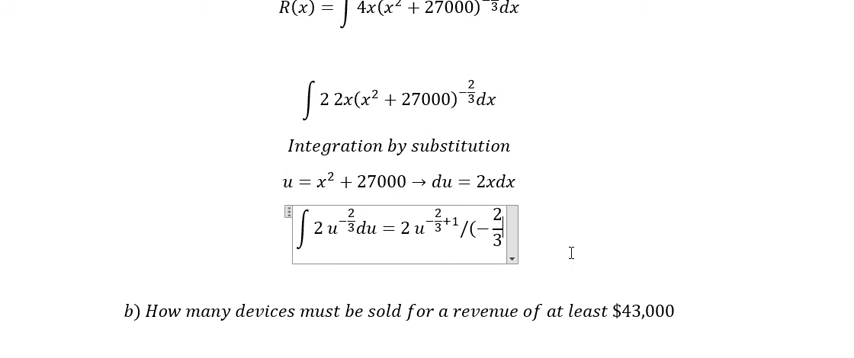 R(x) = ∫ 4x(x² + 27000)^(-2/3) dx
∫ 2 2x(x² + 27000)^(-2/3) dx
Integration by substitution
u = x² + 27000 → du = 2xdx
∫ 2 u^(-2/3) du = 2 u^(-2/3+1)/(-2/3
b) How many devices must be sold for a revenue of at least $43,000